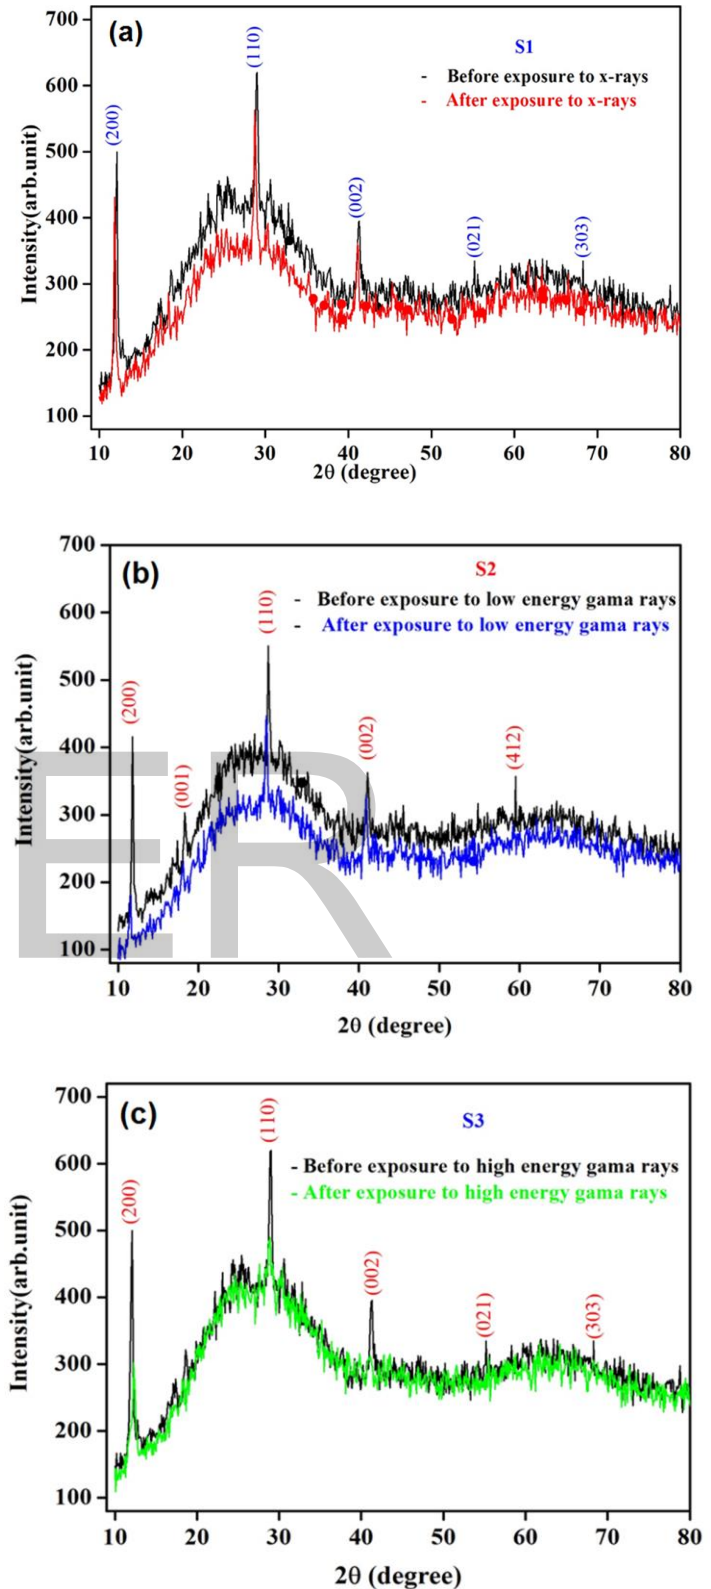 (a)
S1
- Before exposure to x-rays
- After exposure to x-rays
(200)
(110)
(002)
(021)
(303)
Intensity(arb.unit)
700
600
500
400
300
200
100
10 20 30 40 50 60 70 80
2θ (degree)
(b)
S2
- Before exposure to low energy gama rays
- After exposure to low energy gama rays
(200)
(001)
(110)
(002)
(412)
Intensity(arb.unit)
700
600
500
400
300
200
100
10 20 30 40 50 60 70 80
2θ (degree)
ER
(c)
S3
- Before exposure to high energy gama rays
- After exposure to high energy gama rays
(200)
(110)
(002)
(021)
(303)
Intensity(arb.unit)
700
600
500
400
300
200
100
10 20 30 40 50 60 70 80
2θ (degree)